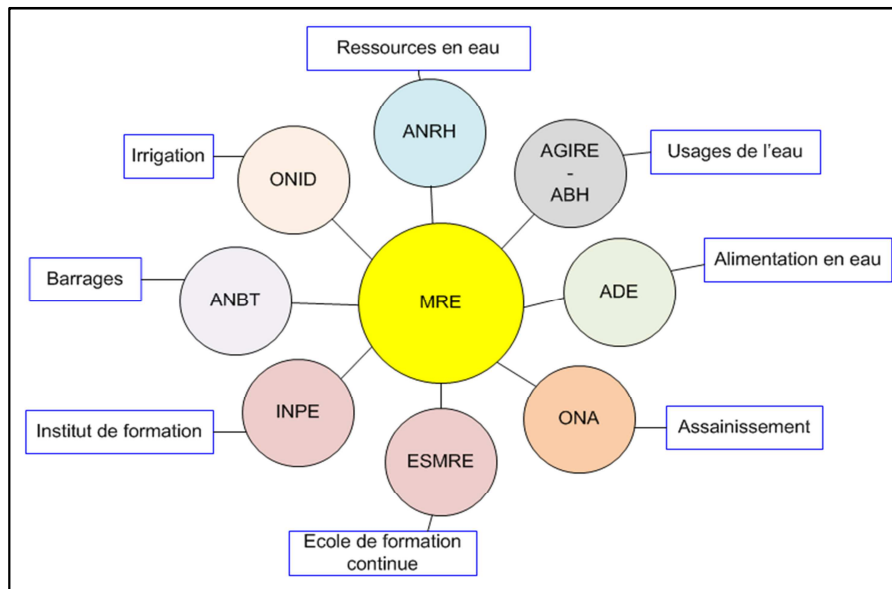 Ressources en eau
ANRH
Irrigation
ONID
AGIRE
-
ABH
Usages de l'eau
Barrages
ANBT
MRE
ADE
Alimentation en eau
Institut de formation
INPE
ESMRE
ONA
Assainissement
Ecole de formation
continue